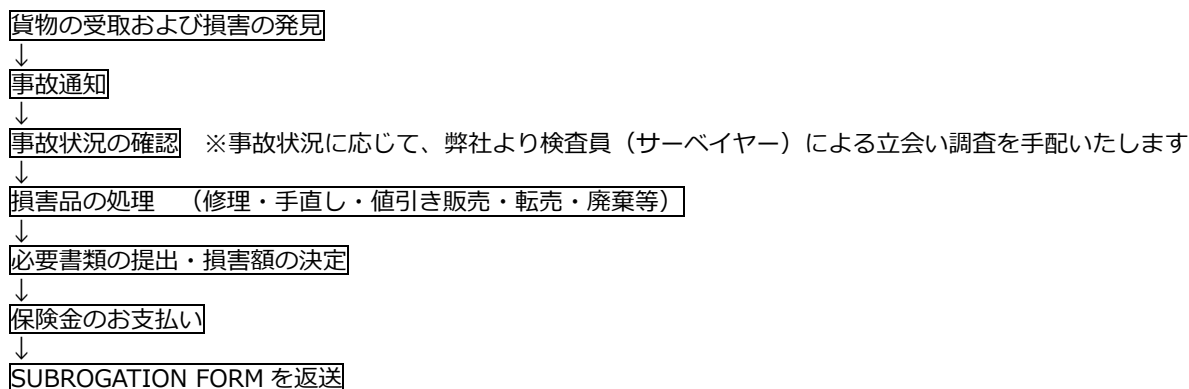 貨物の受取および損害の発見
↓
事故通知
↓
事故状況の確認　※事故状況に応じて、弊社より検査員（サーベイヤー）による立会い調査を手配いたします
↓
損害品の処理　（修理・手直し・値引き販売・転売・廃棄等）
↓
必要書類の提出・損害額の決定
↓
保険金のお支払い
↓
SUBROGATION FORM を返送